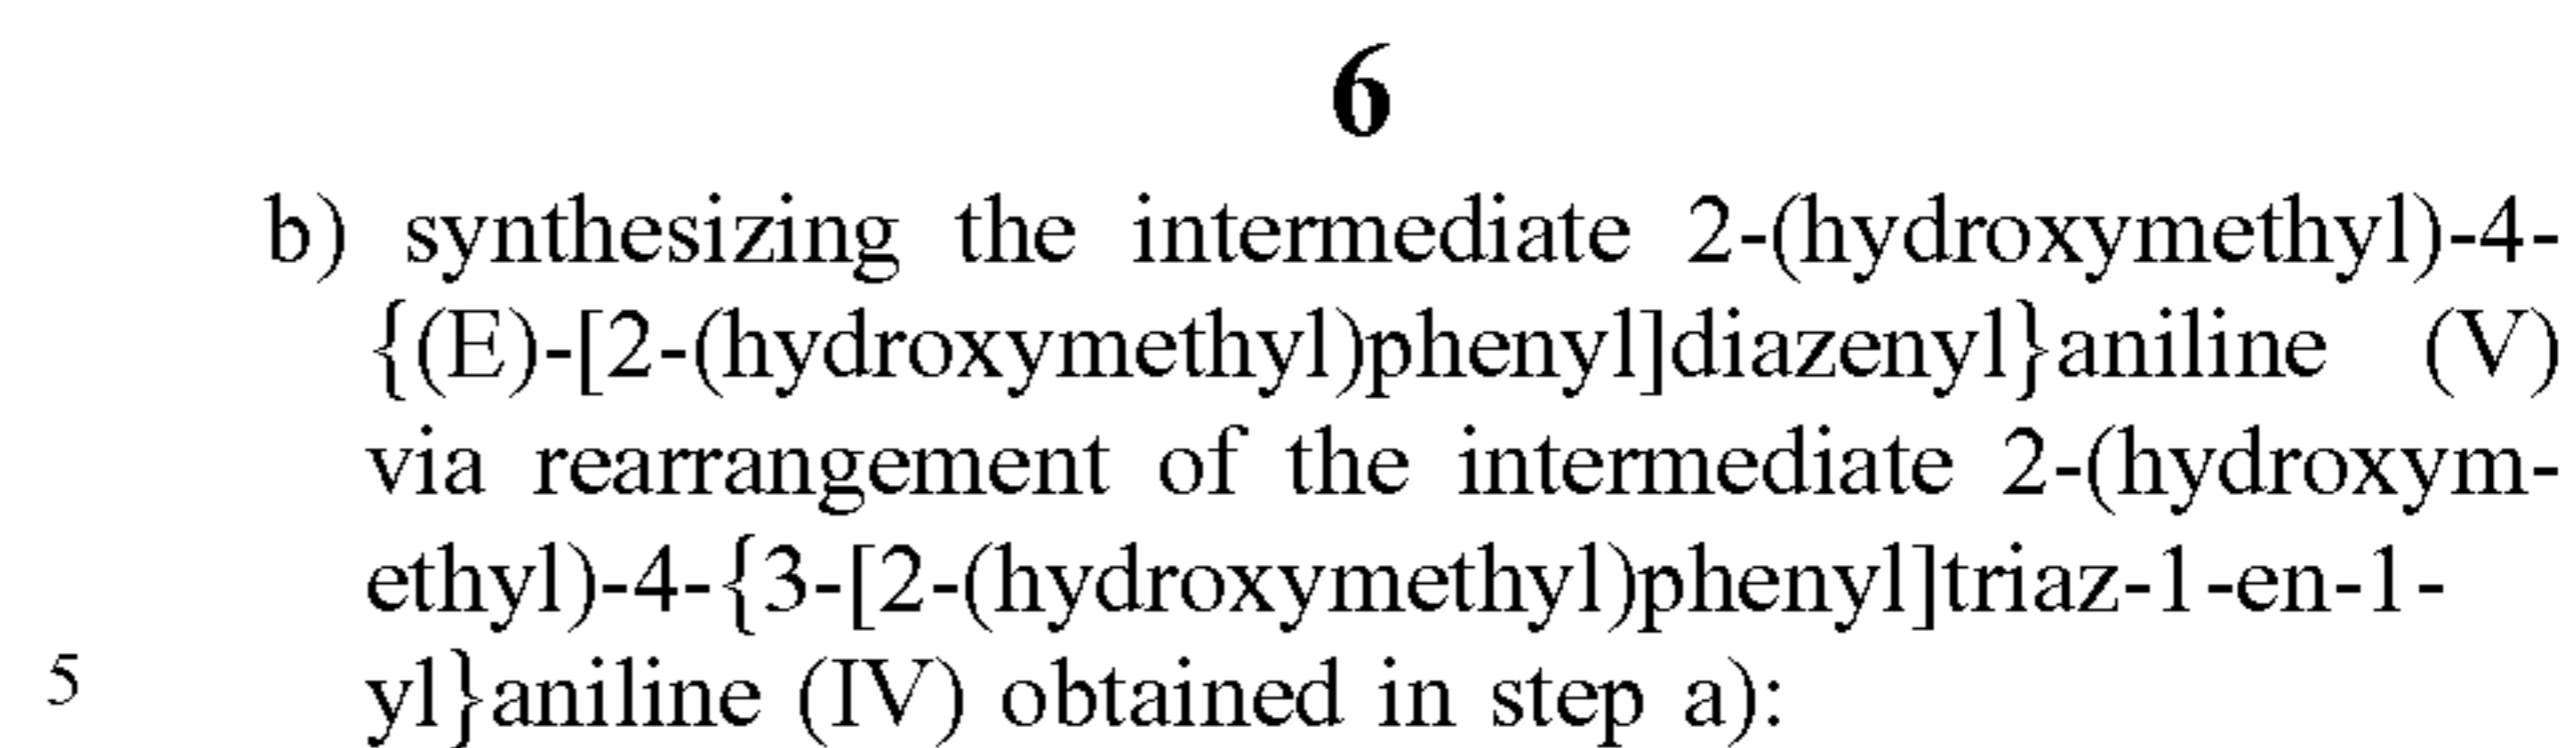 6
b) synthesizing the intermediate 2-(hydroxymethyl)-4-
{(E)-[2-(hydroxymethyl)phenyl]diazenyl}aniline (V)
via rearrangement of the intermediate 2-(hydroxym-
ethyl)-4-{3-[2-(hydroxymethyl)phenyl]triaz-1-en-1-
5 yl}aniline (IV) obtained in step a):